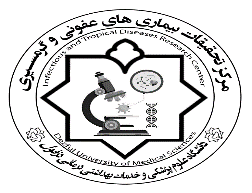 مرکز تحقیقات بیماری های عفونی و گرمسیری
Infectious and Tropical Diseases Research Center
Dezful University of Medical Sciences
دانشگاه علوم پزشکی و خدمات بهداشتی درمانی دزفول